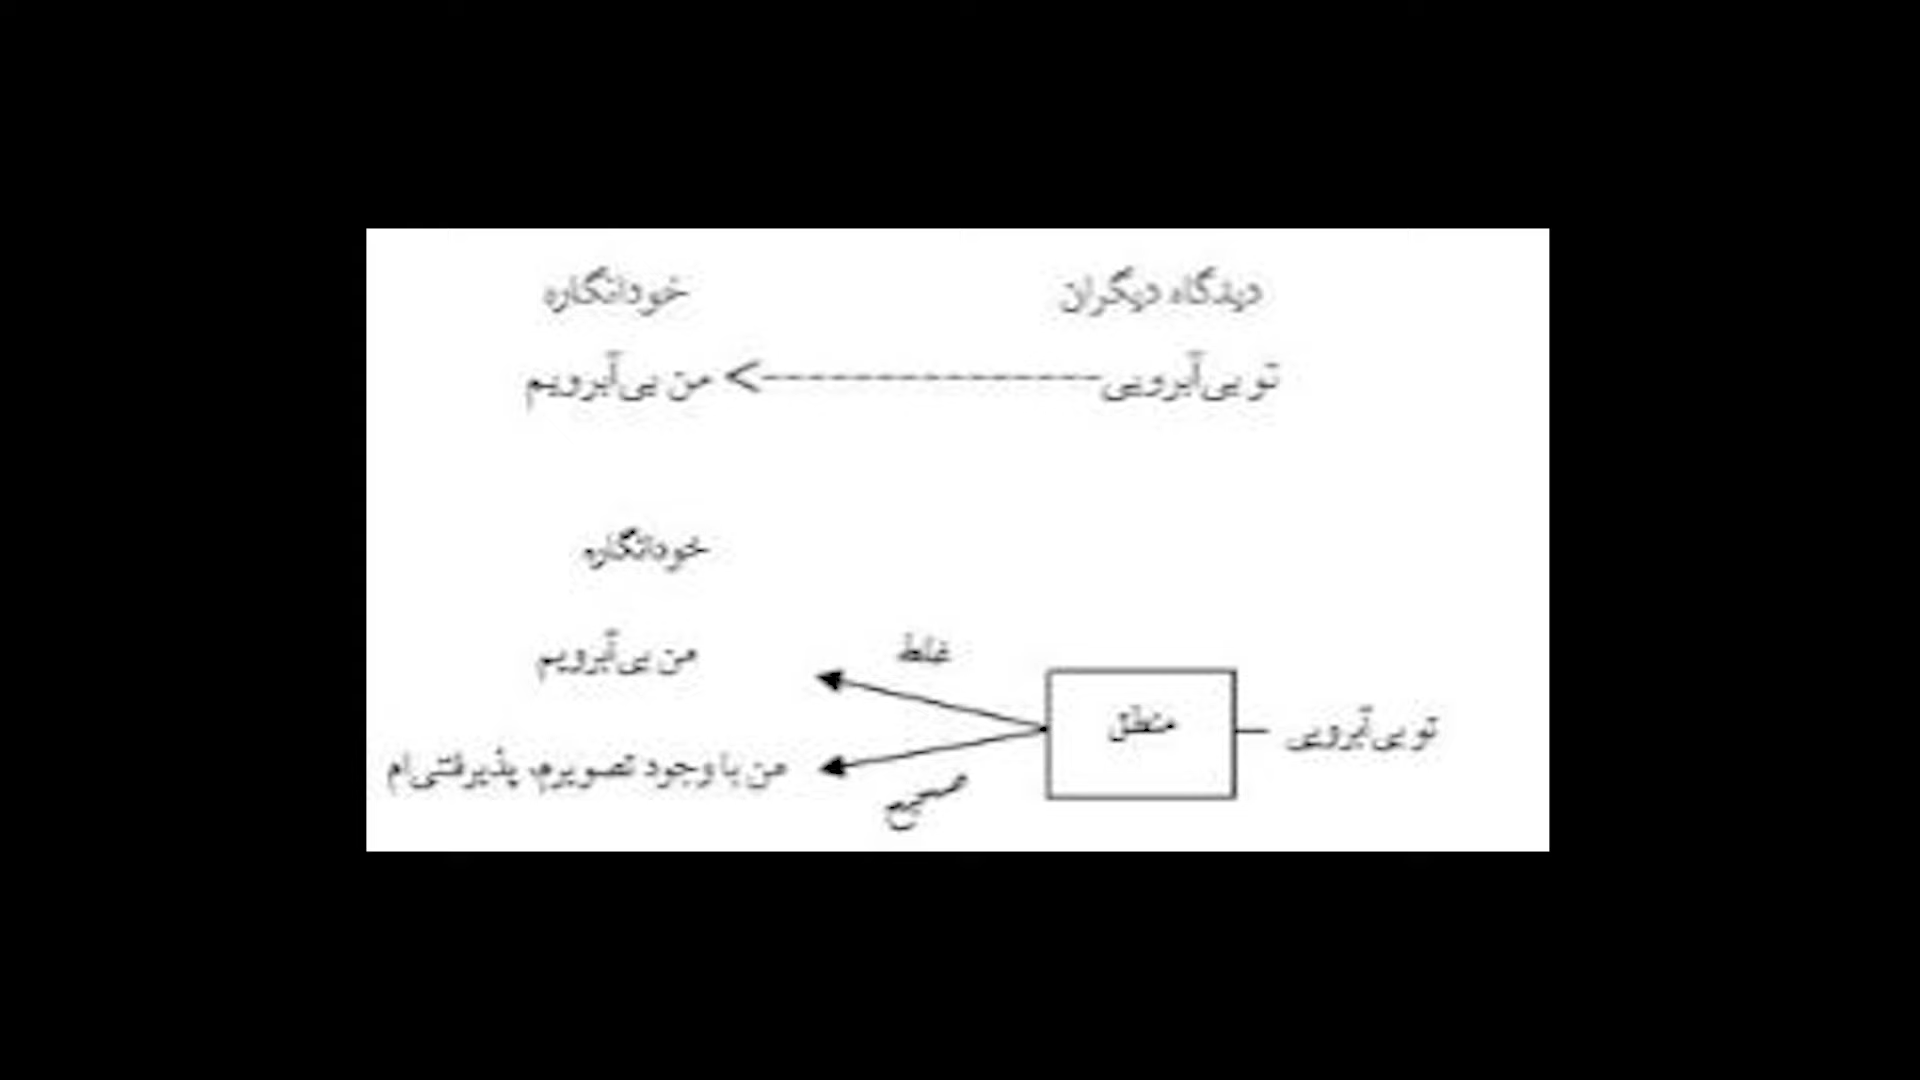 دیدگاه دیگران خودانگاره
تو بی‌آبرویی---------------> من بی‌آبرویم
خودانگاره
من بی‌آبرویم
غلط
منطق
تو بی‌آبرویی
من با وجود تصویرم، پذیرفتنی‌ام
صحیح